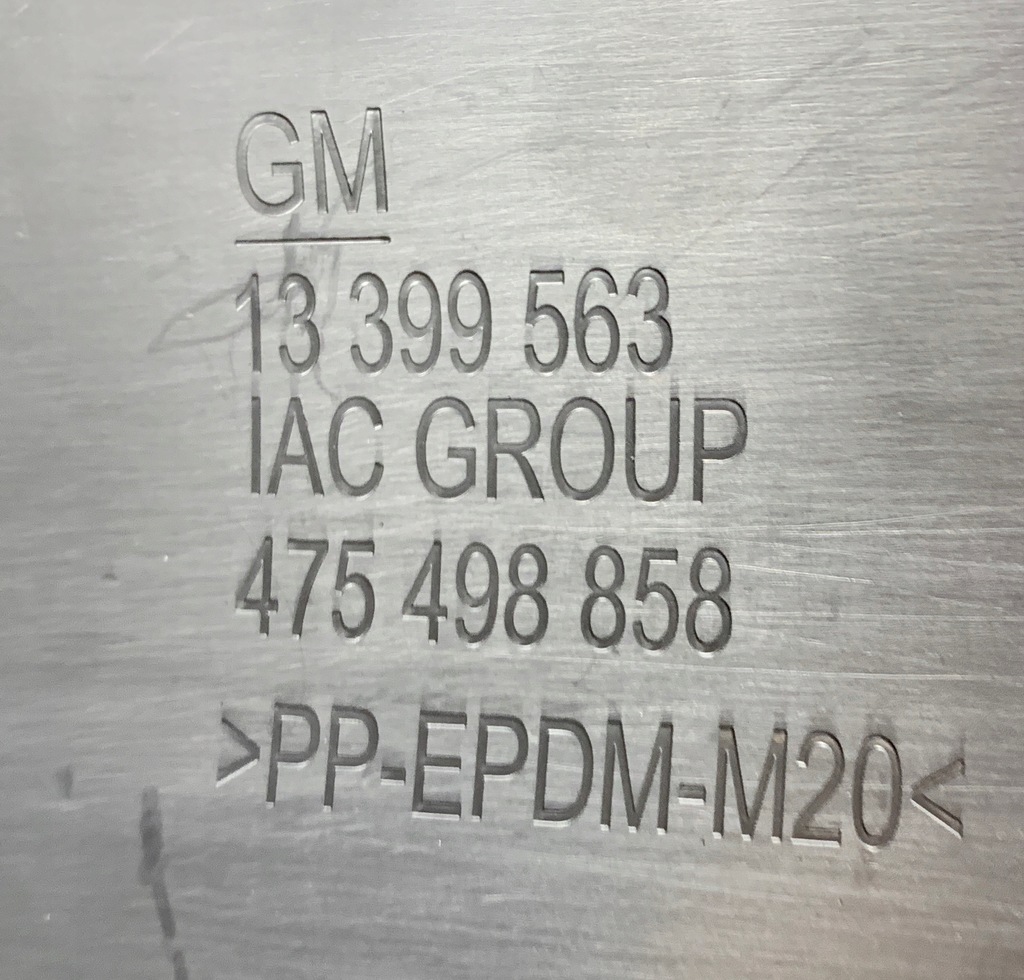 GM
13 399 563
IAC GROUP
475 498 858
>PP-EPDM-M20<